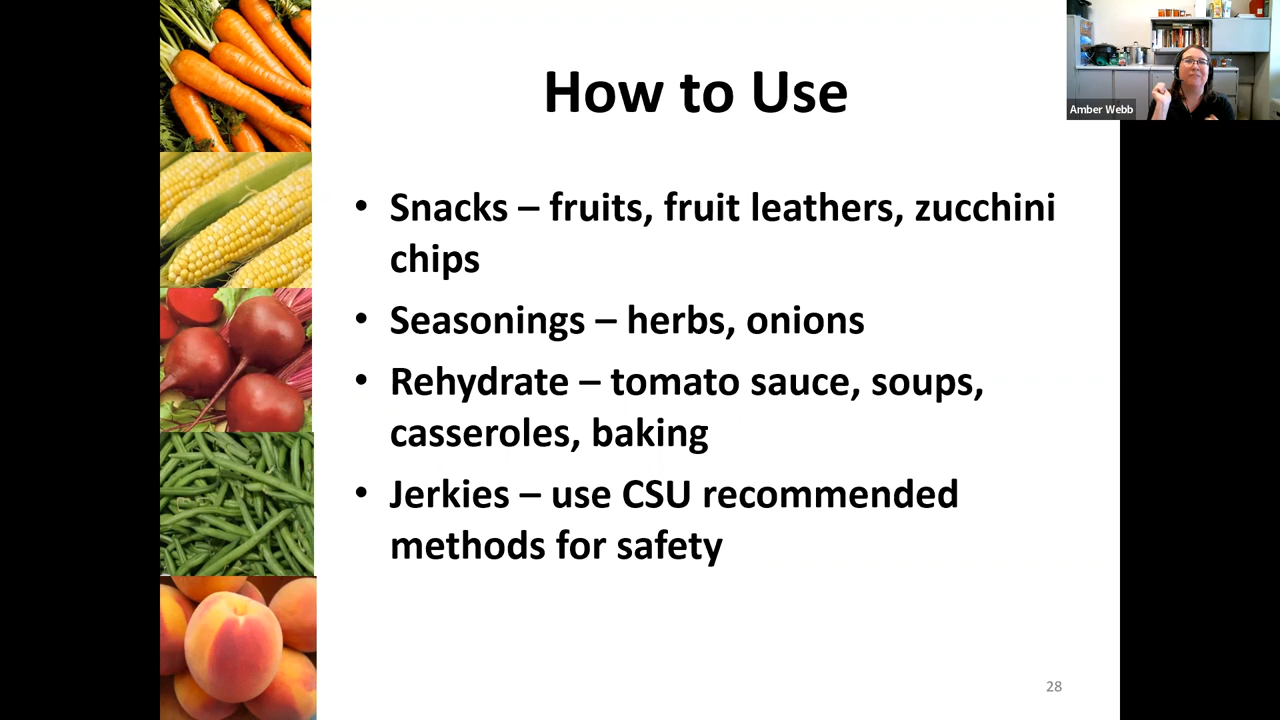 How to Use
Amber Webb
• Snacks – fruits, fruit leathers, zucchini
chips
• Seasonings – herbs, onions
• Rehydrate – tomato sauce, soups,
casseroles, baking
• Jerkies – use CSU recommended
methods for safety
28